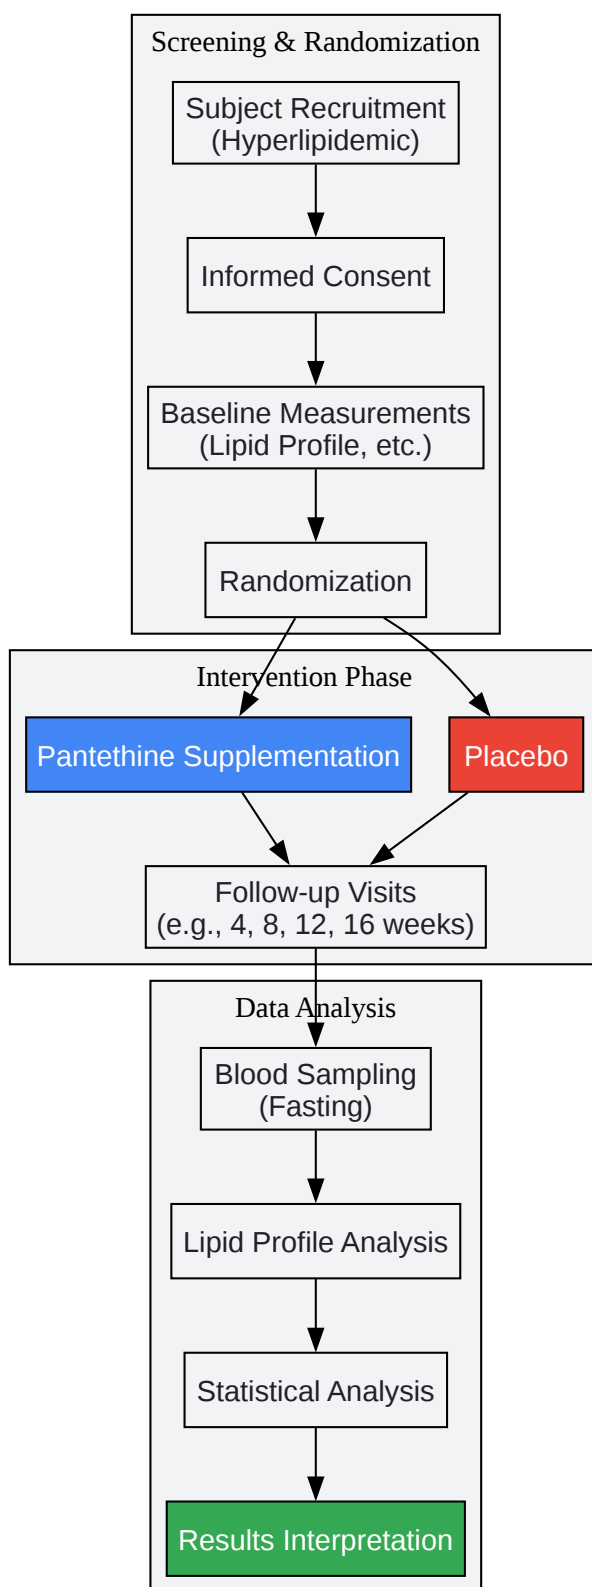 Screening & Randomization
Subject Recruitment
(Hyperlipidemic)
Informed Consent
Baseline Measurements
(Lipid Profile, etc.)
Randomization
Intervention Phase
Pantethine Supplementation
Placebo
Follow-up Visits
(e.g., 4, 8, 12, 16 weeks)
Data Analysis
Blood Sampling
(Fasting)
Lipid Profile Analysis
Statistical Analysis
Results Interpretation